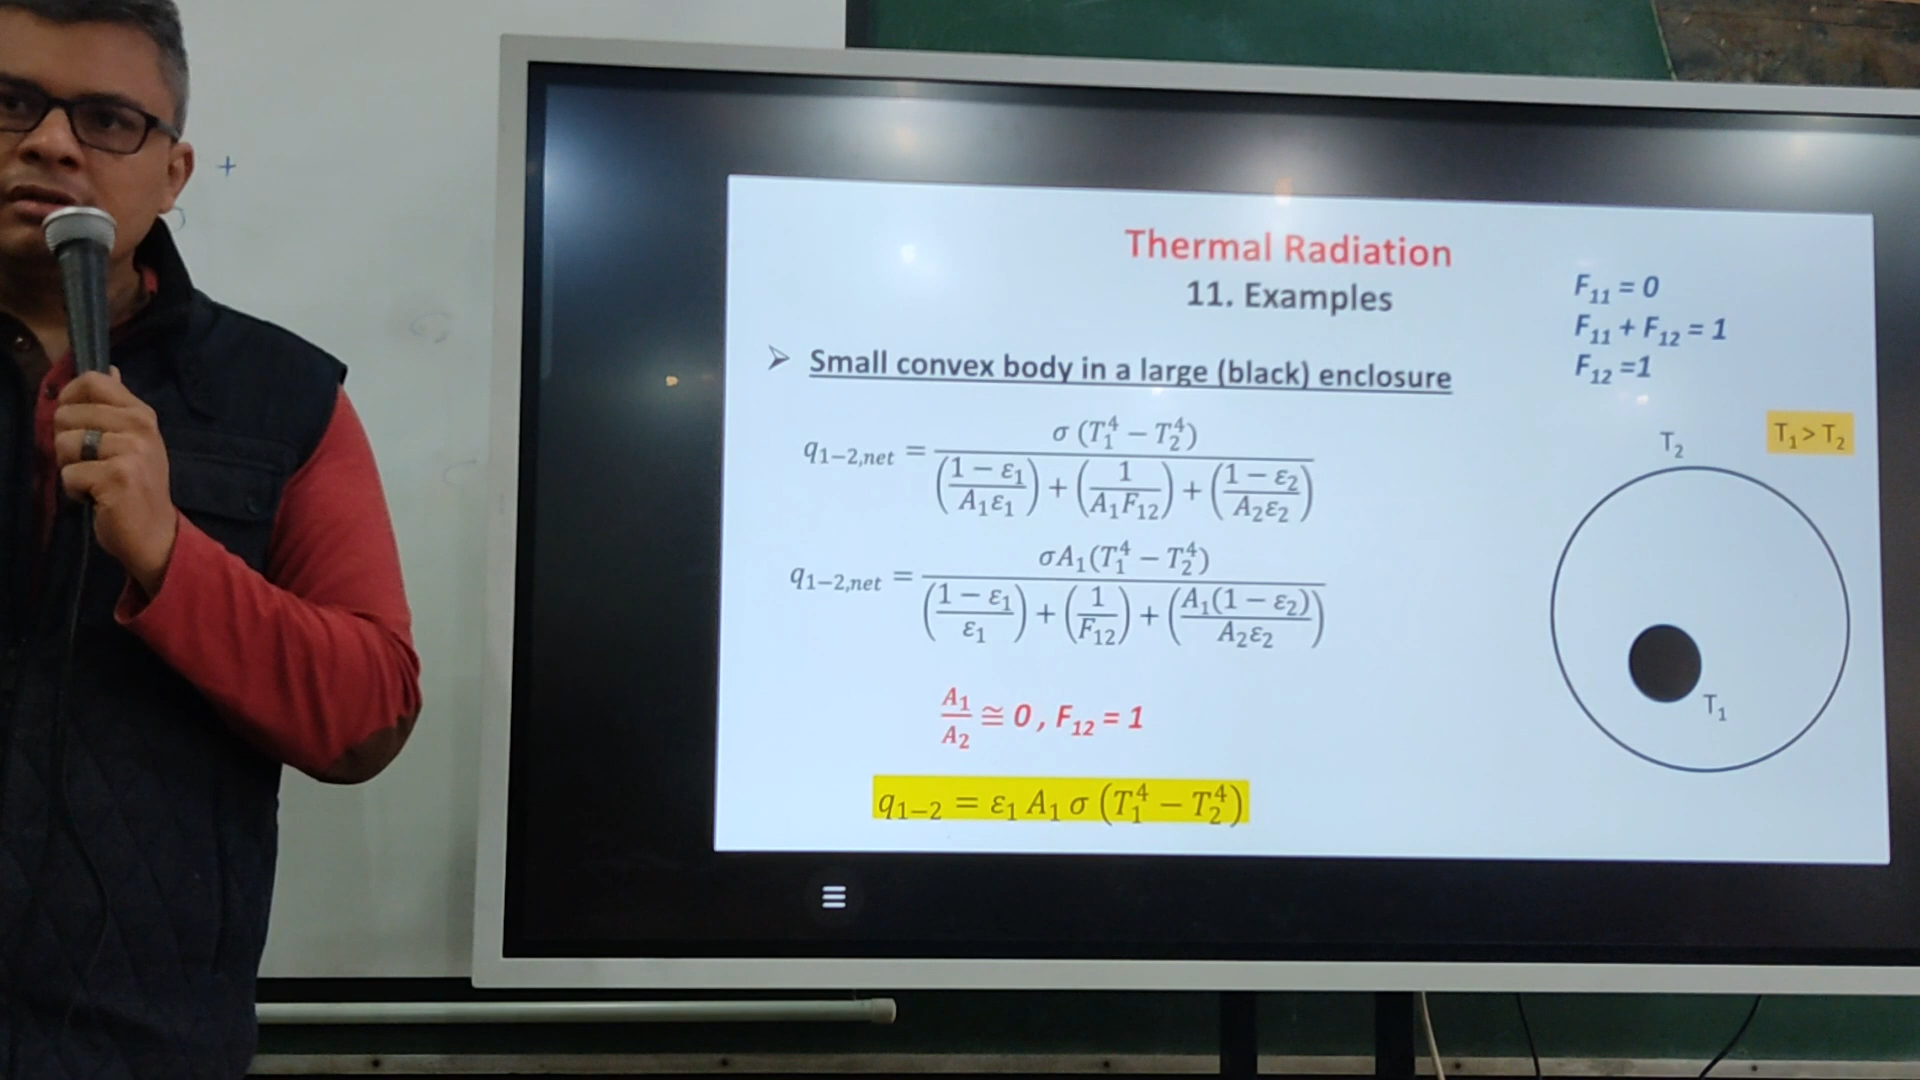 Thermal Radiation
11. Examples
F₁₁ = 0
F₁₁ + F₁₂ = 1
F₁₂ =1
➤ Small convex body in a large (black) enclosure
q₁₋₂,net = σ (T₁⁴ − T₂⁴) / ((1 − ε₁)/(A₁ε₁)) + (1/(A₁F₁₂)) + ((1 − ε₂)/(A₂ε₂))
q₁₋₂,net = σA₁(T₁⁴ − T₂⁴) / ((1 − ε₁)/ε₁) + (1/F₁₂) + (A₁(1 − ε₂)/(A₂ε₂))
A₁/A₂ ≅ 0 , F₁₂ = 1
q₁₋₂ = ε₁ A₁ σ (T₁⁴ − T₂⁴)
T₁ > T₂
T₂
T₁
+